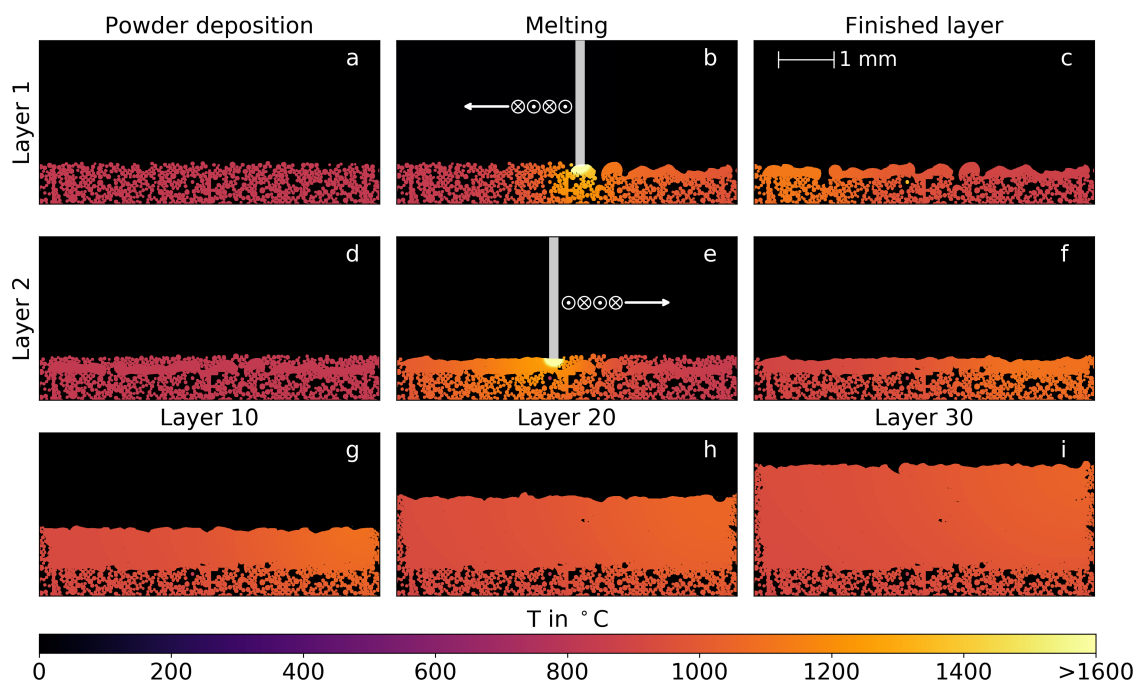 Powder deposition
Melting
Finished layer
Layer 1
a
b
1 mm
c
Layer 2
d
e
f
Layer 10
Layer 20
Layer 30
g
h
i
T in °C
0 200 400 600 800 1000 1200 1400 >1600